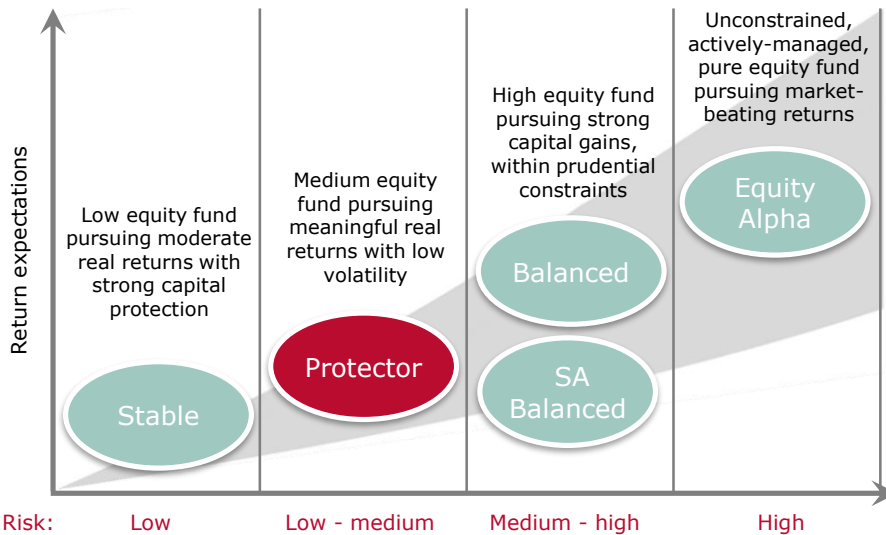 Return expectations
Low equity fund
pursuing moderate
real returns with
strong capital
protection
Stable
Medium equity
fund pursuing
meaningful real
returns with low
volatility
Protector
High equity fund
pursuing strong
capital gains,
within prudential
constraints
Balanced
SA
Balanced
Unconstrained,
actively-managed,
pure equity fund
pursuing market-
beating returns
Equity
Alpha
Risk: Low Low - medium Medium - high High